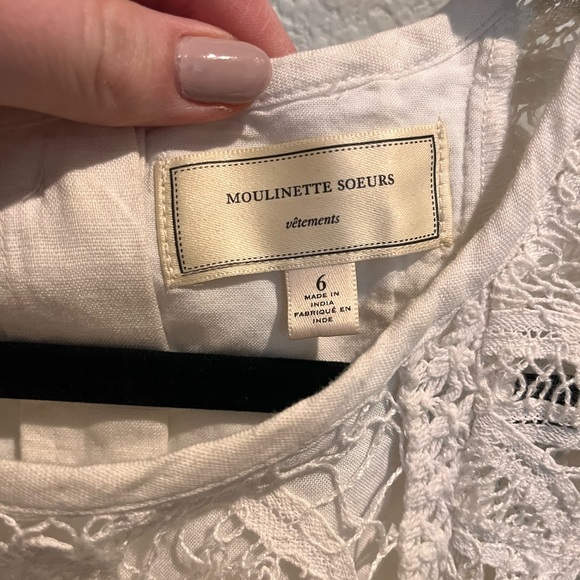 MOULINETTE SOEURS
vêtements
6
MADE IN
INDIA
FABRIQUÉ EN
INDE